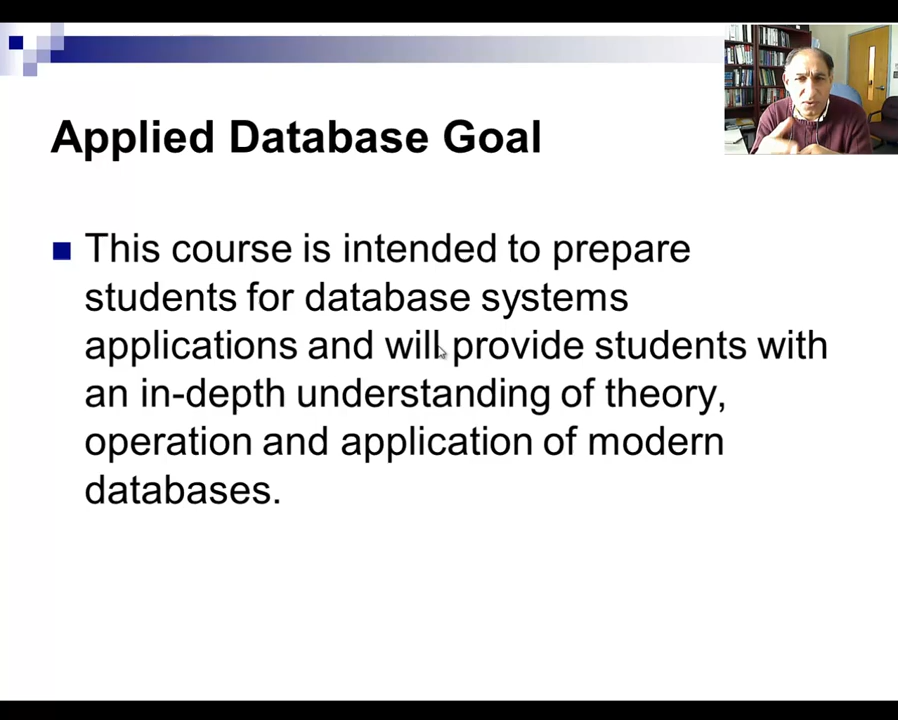 Applied Database Goal
This course is intended to prepare
students for database systems
applications and will provide students with
an in-depth understanding of theory,
operation and application of modern
databases.